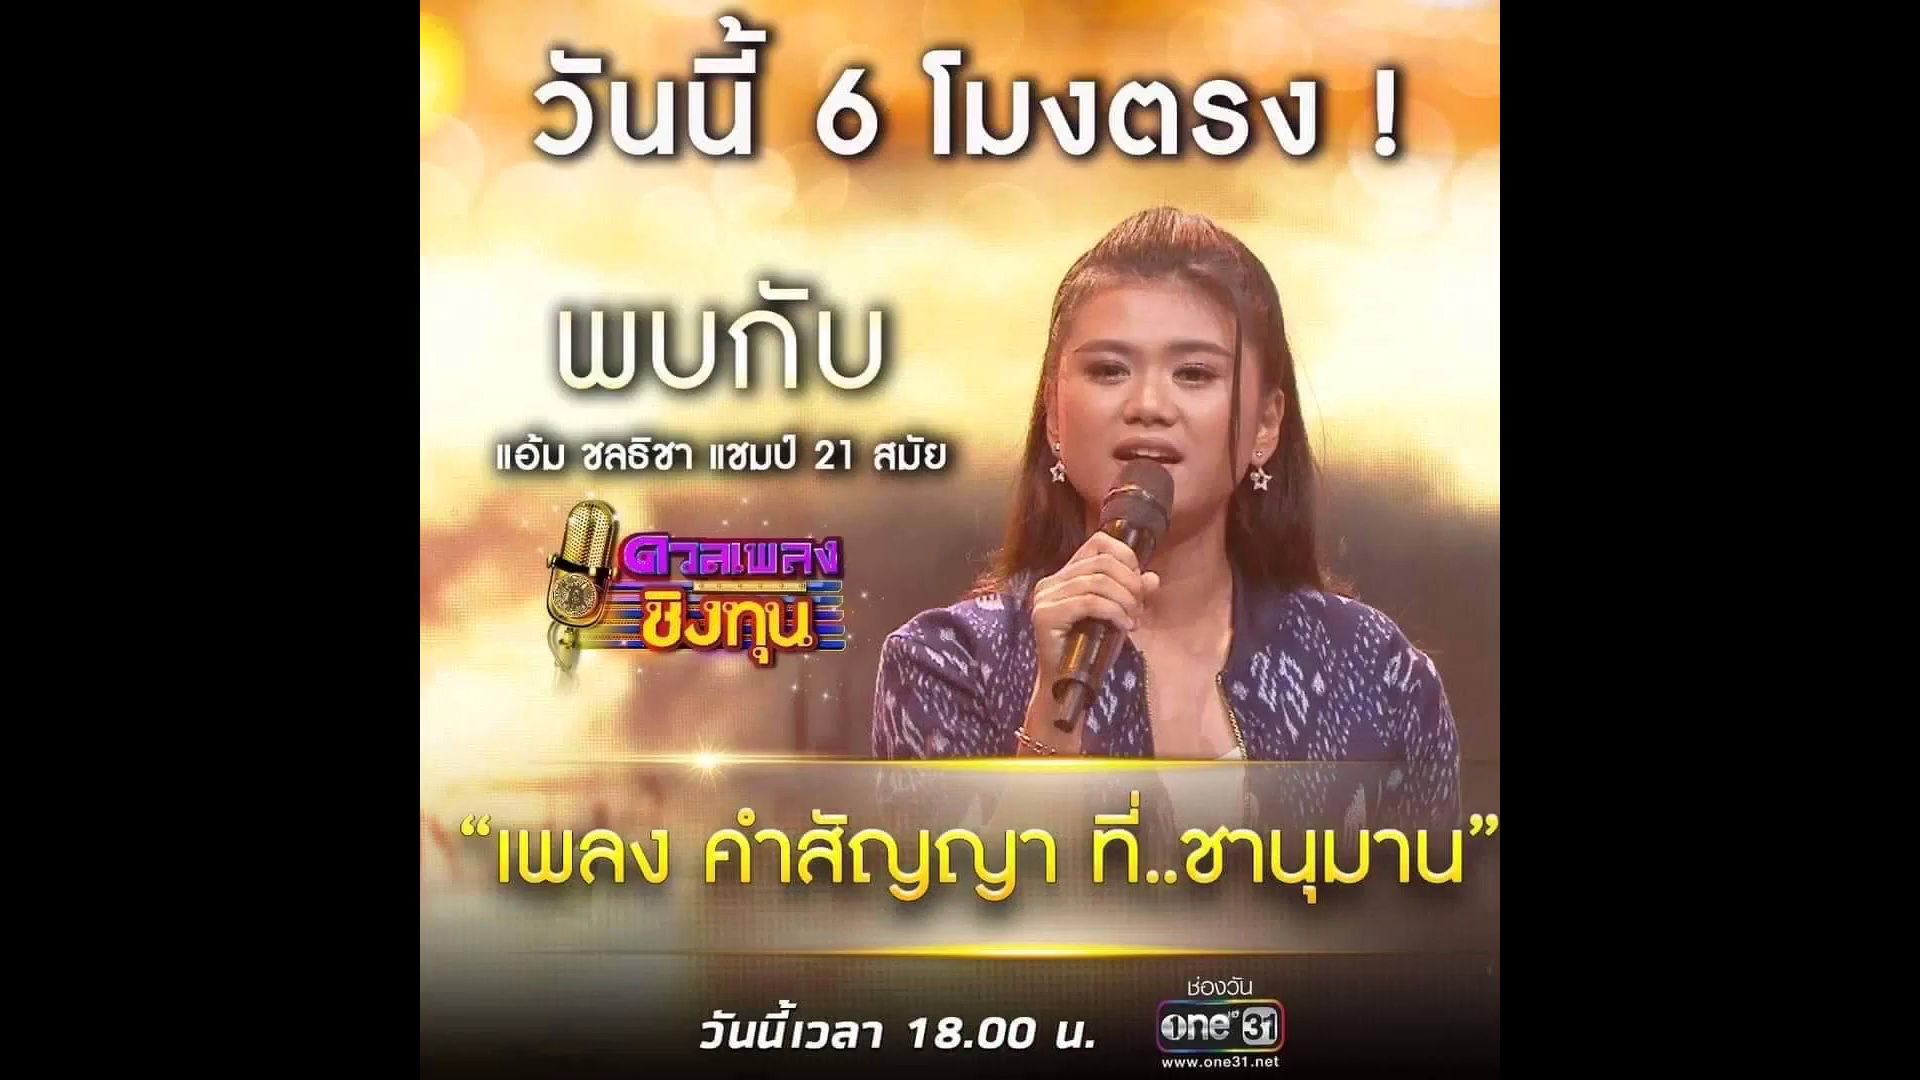 วันนี้ 6 โมงตรง !
พบกับ
แอ้ม ชลธิชา แชมป์ 21 สมัย
ดวลเพลง
ชิงทุน
“เพลง คำสัญญา ที่..ชานุมาน”
วันนี้เวลา 18.00 น.
ช่องวัน
one HD 31
www.one31.net